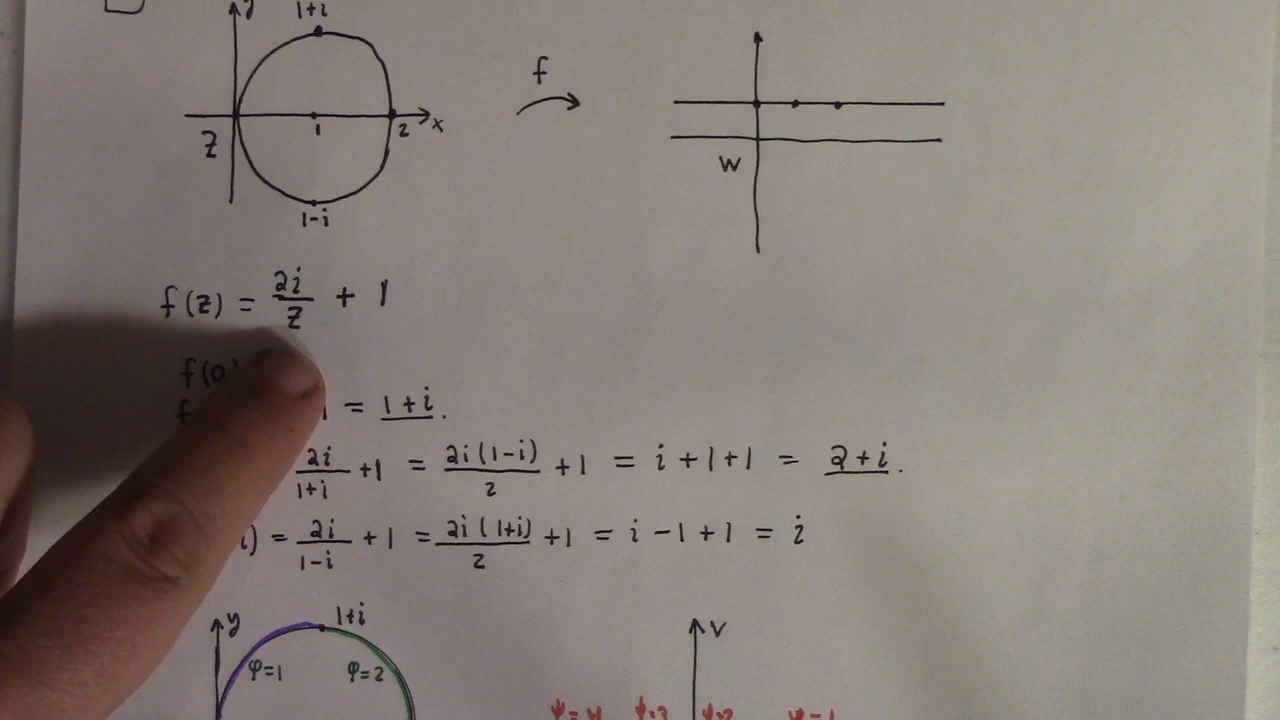 y
1+i
f
1
2
x
Z
W
1-i
f(z) = 2i/z + 1
f(0)
= 1+i.
2i/1+i +1 = 2i(1-i)/2 +1 = i+1+1 = 2+i.
) = 2i/1-i +1 = 2i(1+i)/2 +1 = i-1+1 = i
y
1+i
v
φ=1
φ=2